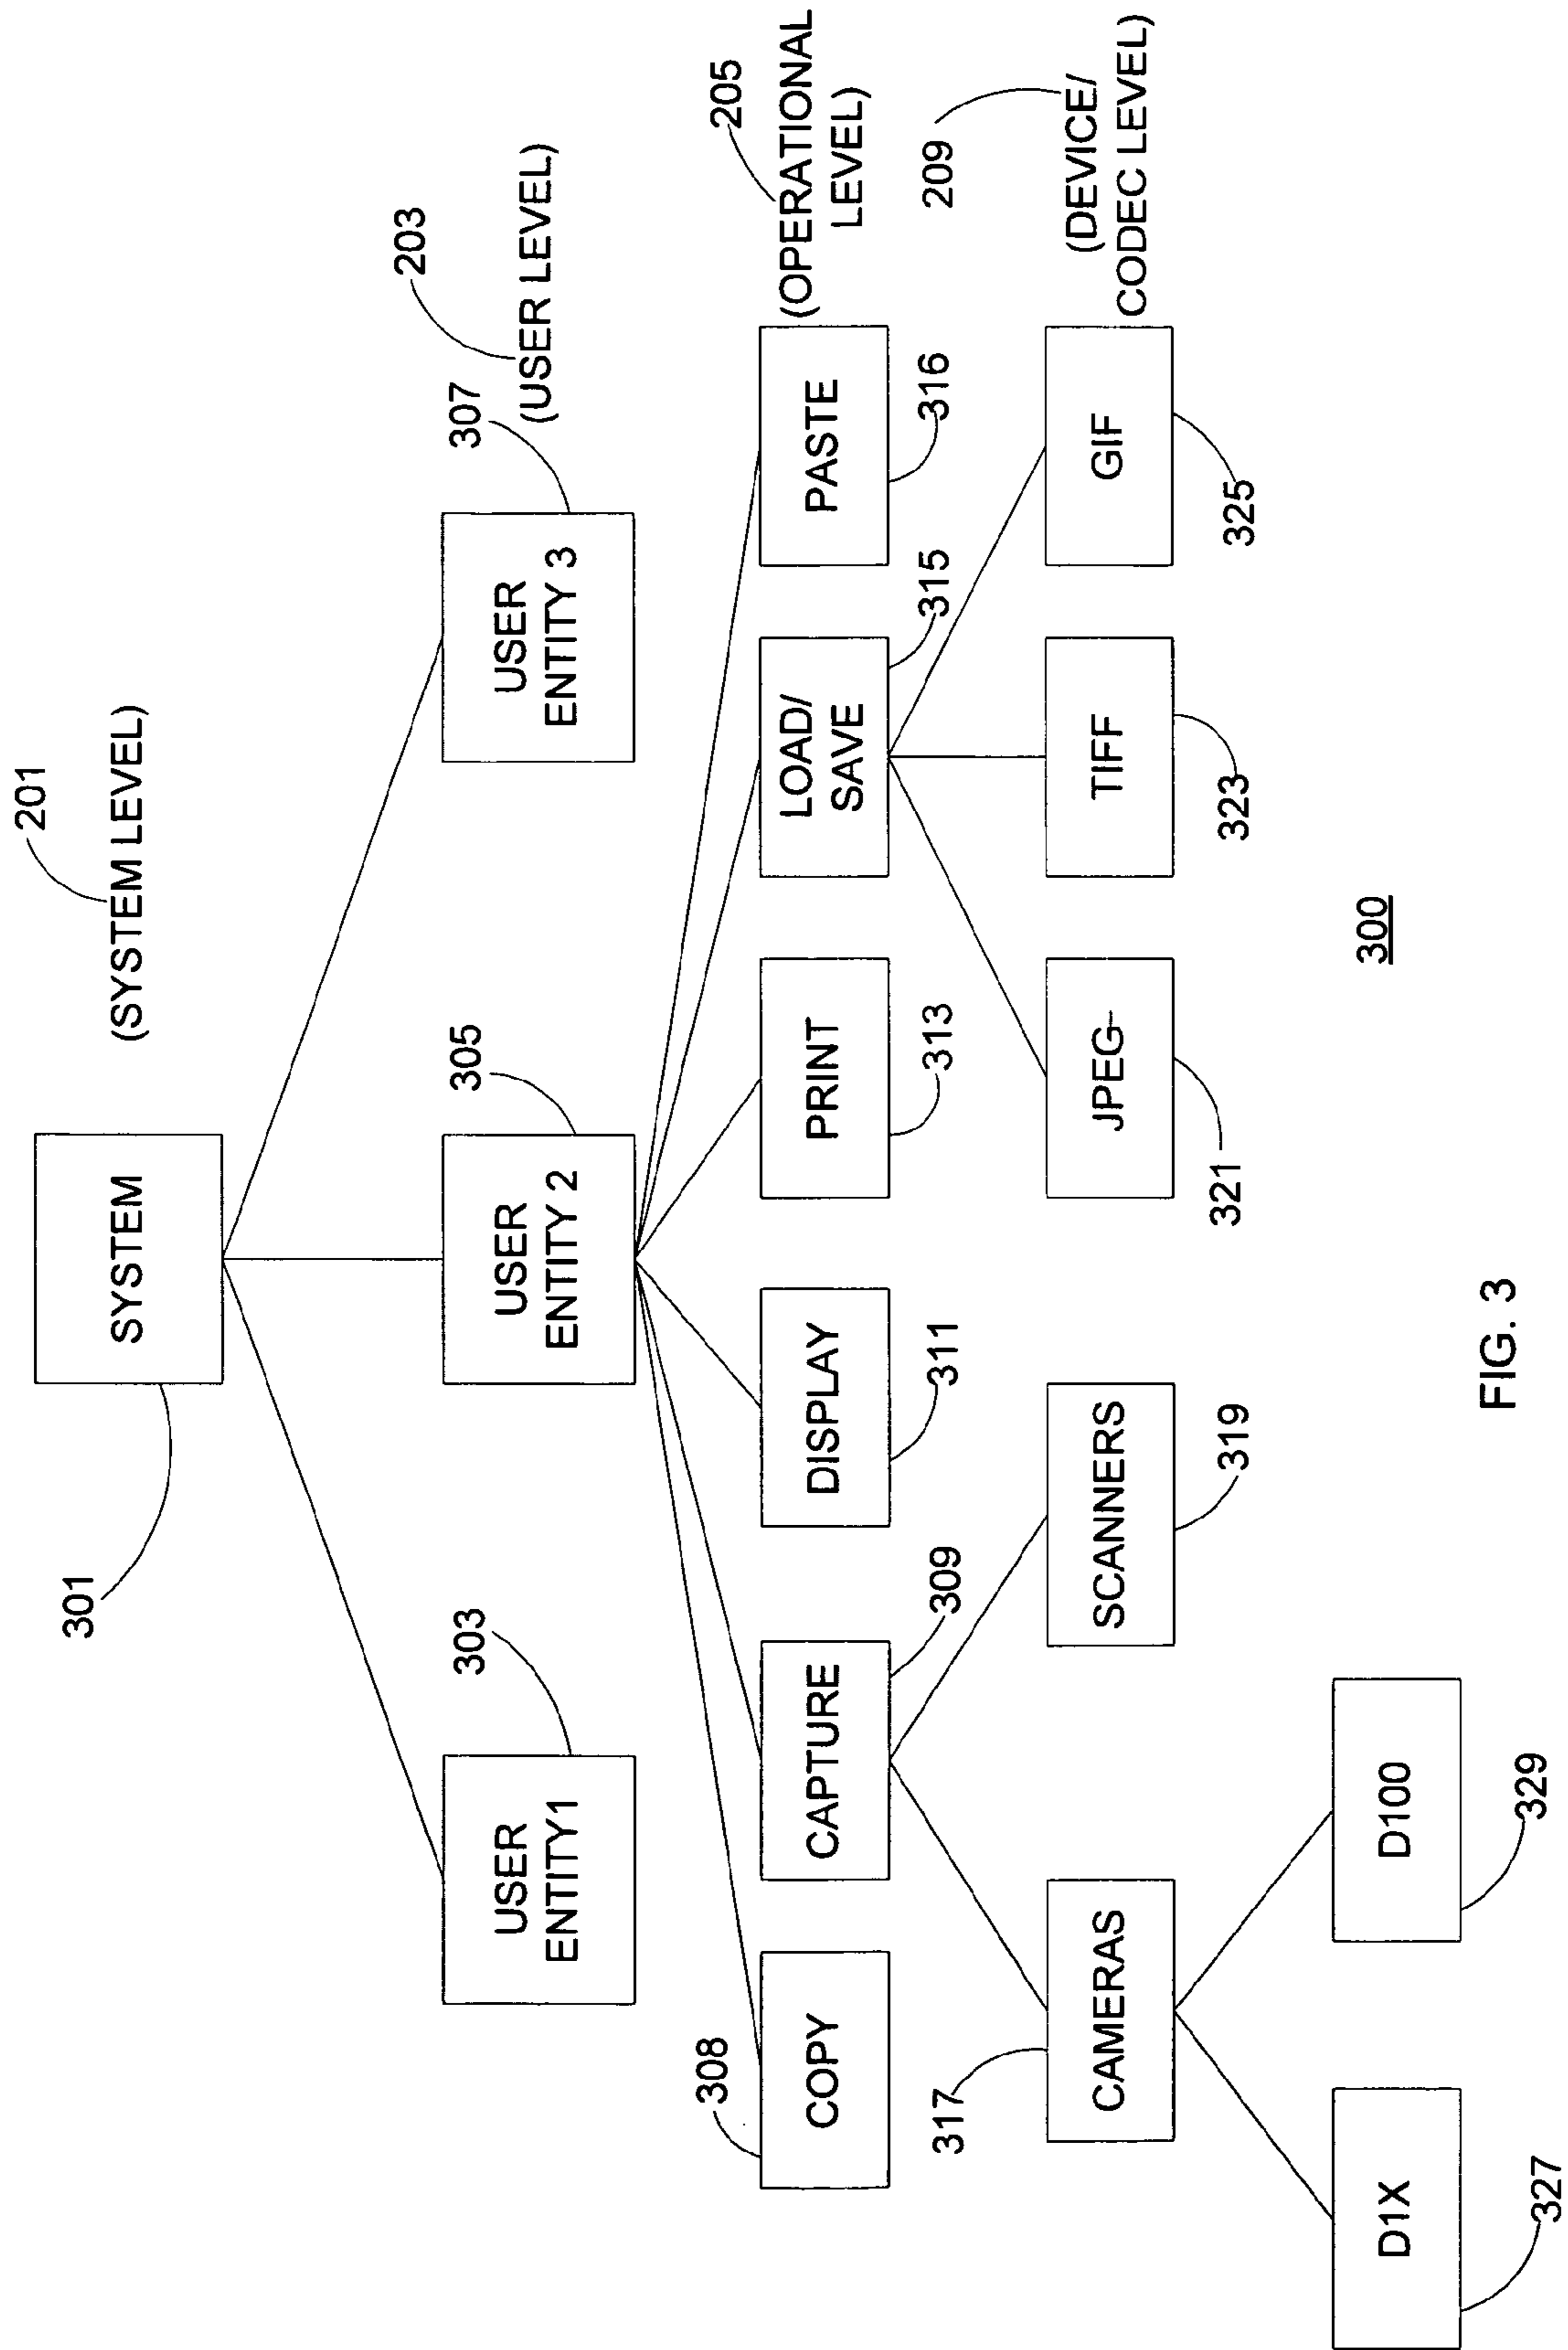 201
(SYSTEM LEVEL)
SYSTEM
301
203
(USER LEVEL)
303
305
307
USER
ENTITY1
USER
ENTITY 2
USER
ENTITY 3
205
(OPERATIONAL
LEVEL)
308
COPY
CAPTURE
DISPLAY
PRINT
LOAD/
SAVE
PASTE
309
311
313
315
316
209
(DEVICE/
CODEC LEVEL)
317
CAMERAS
SCANNERS
JPEG
TIFF
GIF
319
321
323
325
D1X
D100
327
329
300
FIG. 3